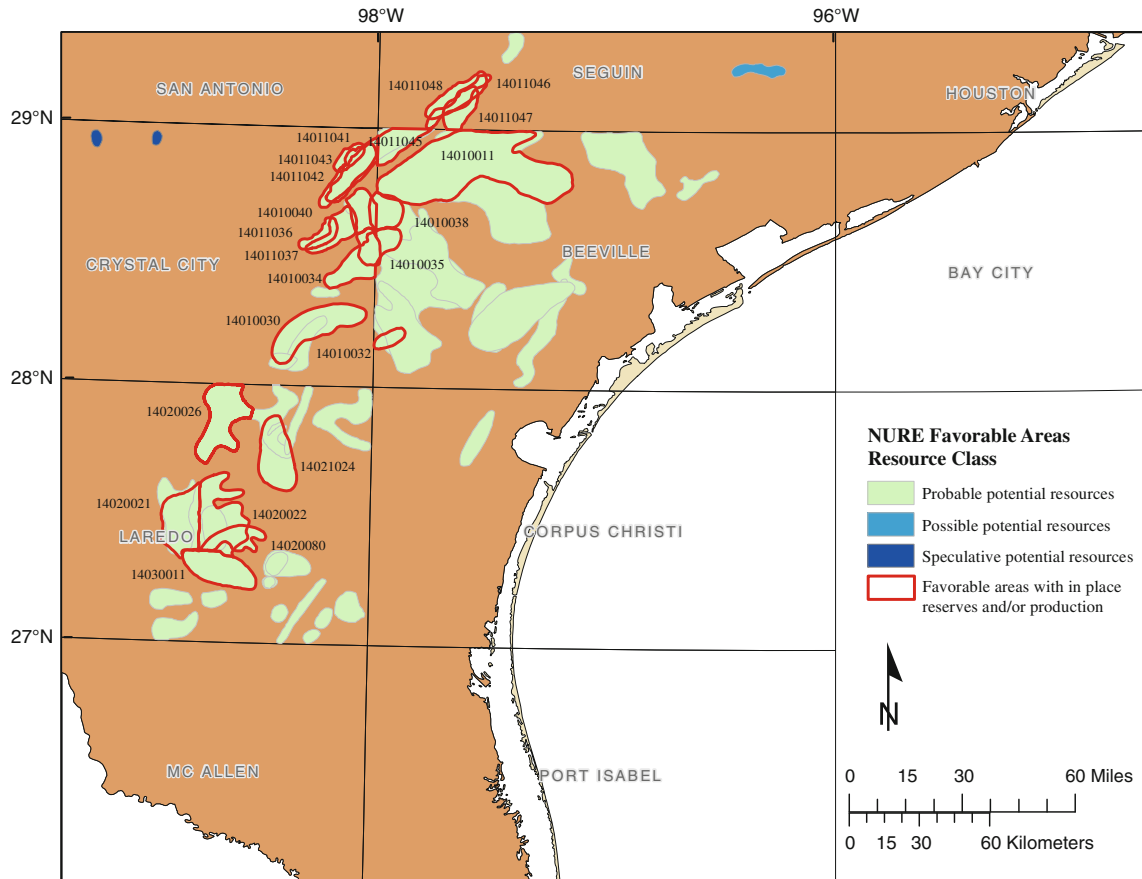 98°W
96°W
SAN ANTONIO
SEGUIN
HOUSTON
14011048
14011046
29°N
14011047
14011041
14011045
14011043
14010011
14011042
14010040
14010038
14011036
14011037
BEEVILLE
CRYSTAL CITY
14010034
14010035
BAY CITY
14010030
14010032
28°N
14020026
14021024
14020021
14020022
LAREDO
14020080
14030011
CORPUS CHRISTI
27°N
MC ALLEN
PORT ISABEL
NURE Favorable Areas
Resource Class
Probable potential resources
Possible potential resources
Speculative potential resources
Favorable areas with in place
reserves and/or production
N
0 15 30 60 Miles
0 15 30 60 Kilometers